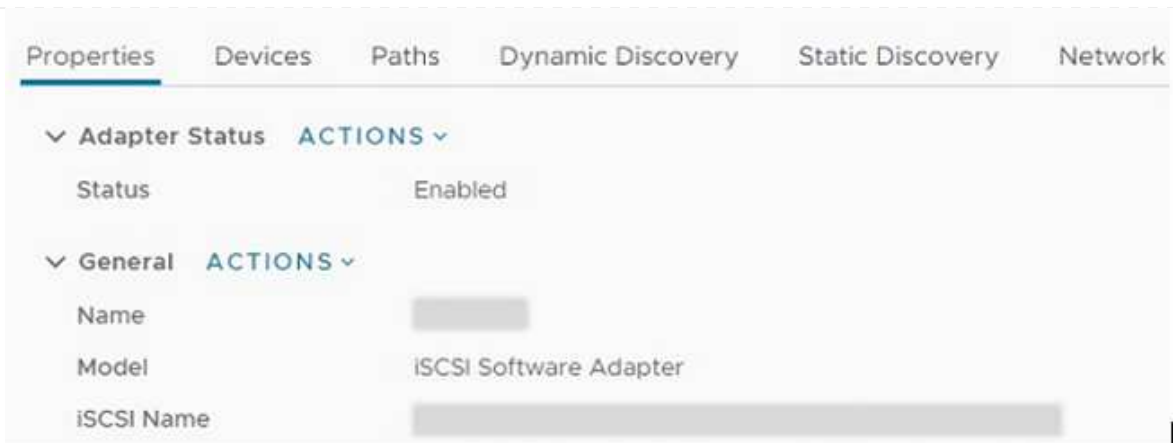 Properties Devices Paths Dynamic Discovery Static Discovery Network
Adapter Status ACTIONS
Status Enabled
General ACTIONS
Name
Model iSCSI Software Adapter
iSCSI Name